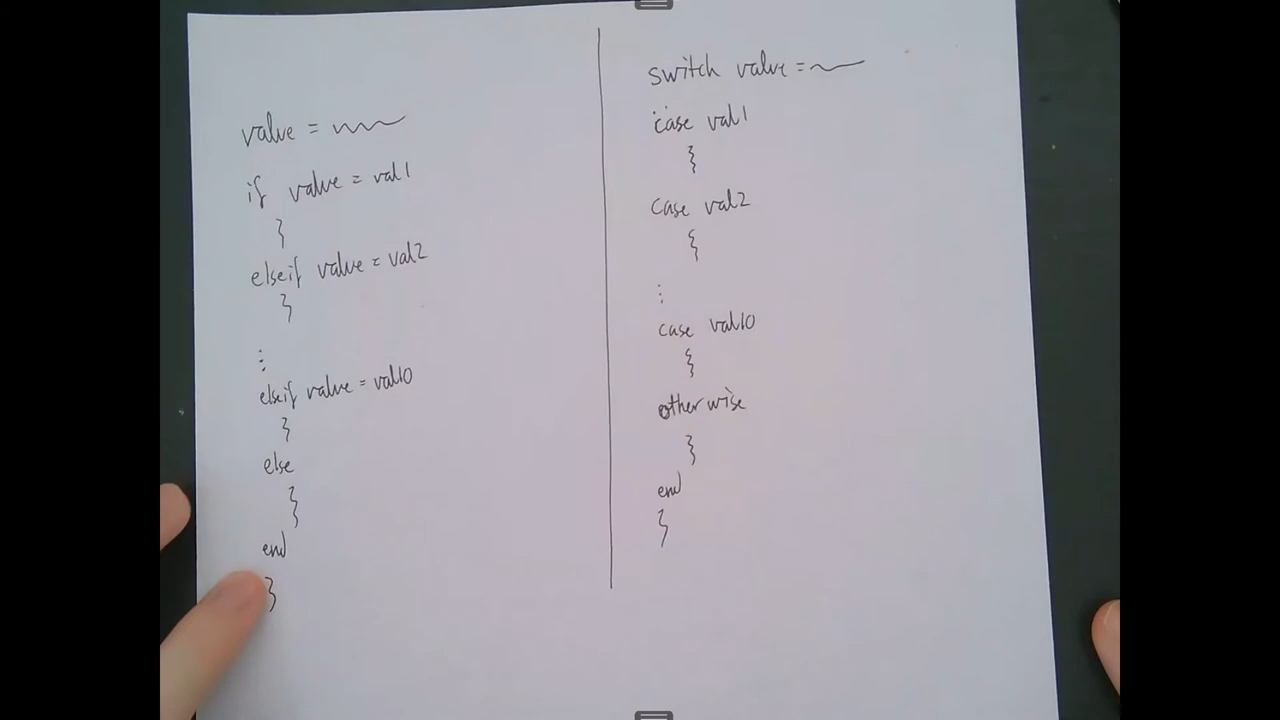 value =
if value = val1
}
elseif value = val2
}
⋮
elseif value = val10
}
else
}
end
}
switch value =
case val1
}
case val2
{
⋮
case val10
{
otherwise
}
end
}